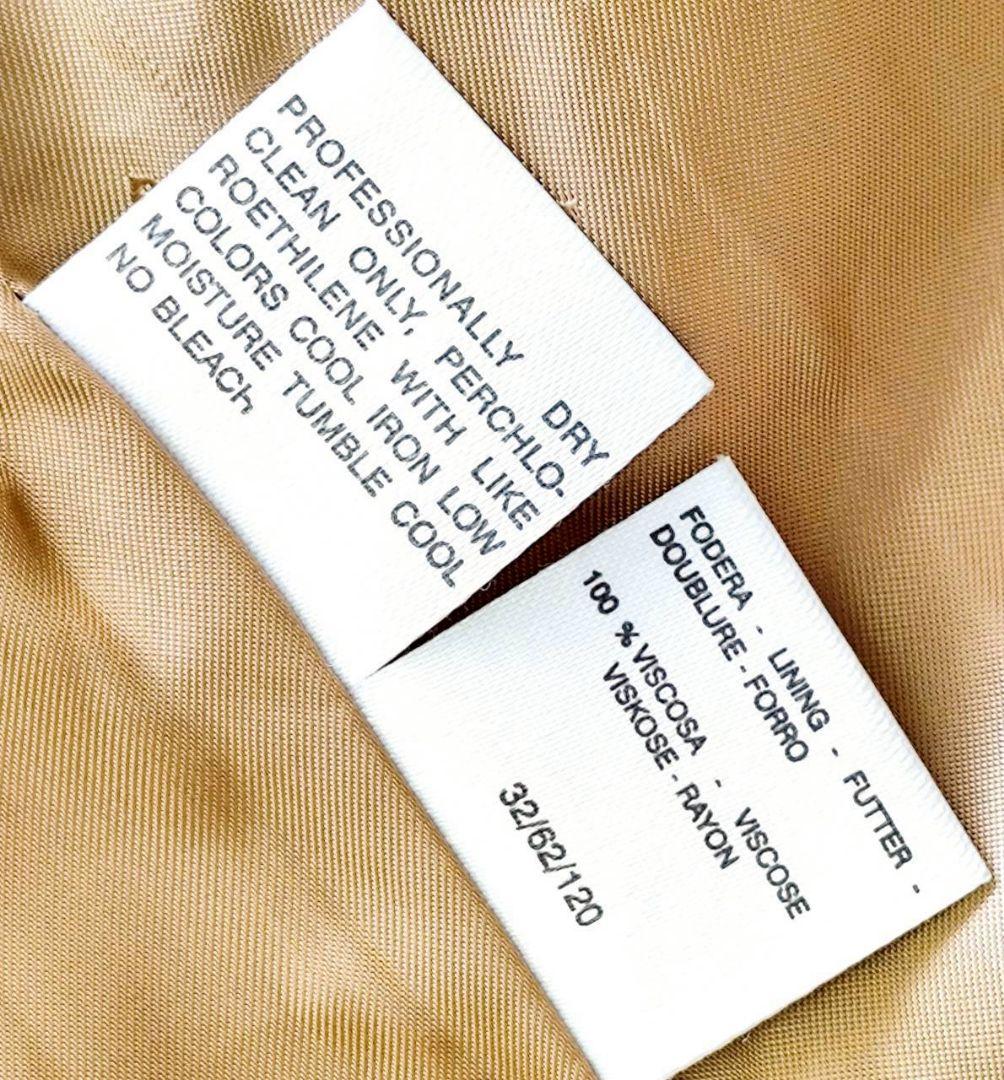 PROFESSIONALLY DRY
CLEAN ONLY, PERCHLO-
ROETHILENE WITH LIKE
COLORS COOL IRON LOW
MOISTURE TUMBLE COOL
NO BLEACH
FODERA - LINING - FUTTER -
DOUBLURE - FORRO
100 % VISCOSA - VISCOSE
VISKOSE - RAYON
32/62/120